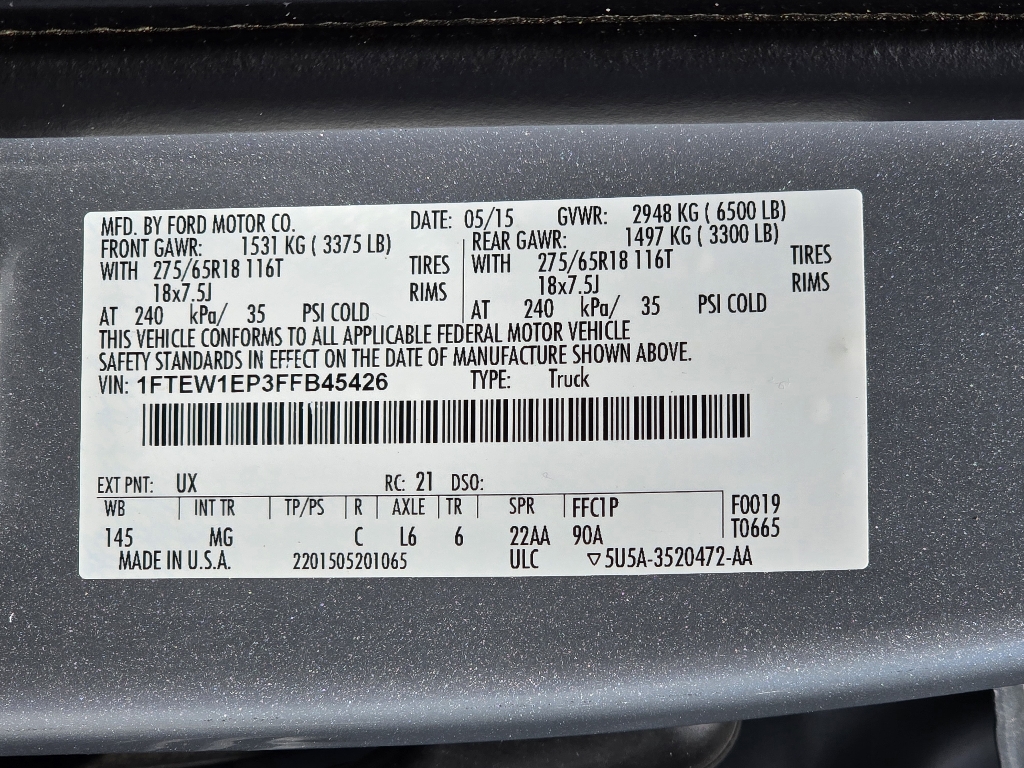 MFD. BY FORD MOTOR CO. DATE: 05/15 GVWR: 2948 KG ( 6500 LB)
FRONT GAWR: 1531 KG ( 3375 LB) REAR GAWR: 1497 KG ( 3300 LB)
WITH 275/65R18 116T TIRES WITH 275/65R18 116T TIRES
18x7.5J RIMS 18x7.5J RIMS
AT 240 kPa/ 35 PSI COLD AT 240 kPa/ 35 PSI COLD
THIS VEHICLE CONFORMS TO ALL APPLICABLE FEDERAL MOTOR VEHICLE
SAFETY STANDARDS IN EFFECT ON THE DATE OF MANUFACTURE SHOWN ABOVE.
VIN: 1FTEW1EP3FFB45426 TYPE: Truck
EXT PNT: UX RC: 21 DSO:
WB INT TR TP/PS R AXLE TR SPR FFC1P F0019
145 MG C L6 6 22AA 90A T0665
MADE IN U.S.A. 2201505201065 ULC ▽5U5A-3520472-AA